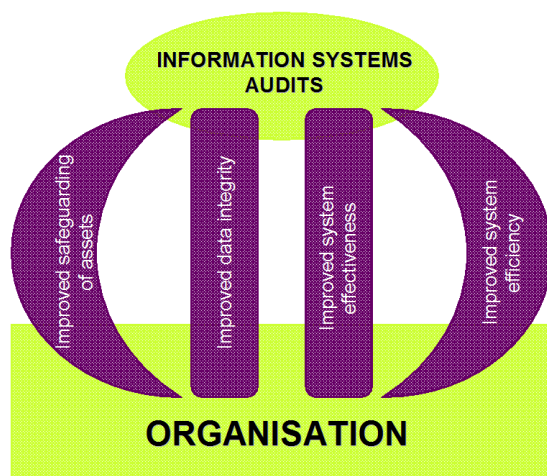 INFORMATION SYSTEMS
AUDITS
Improved safeguarding
of assets
Improved data integrity
Improved system
effectiveness
Improved system
efficiency
ORGANISATION